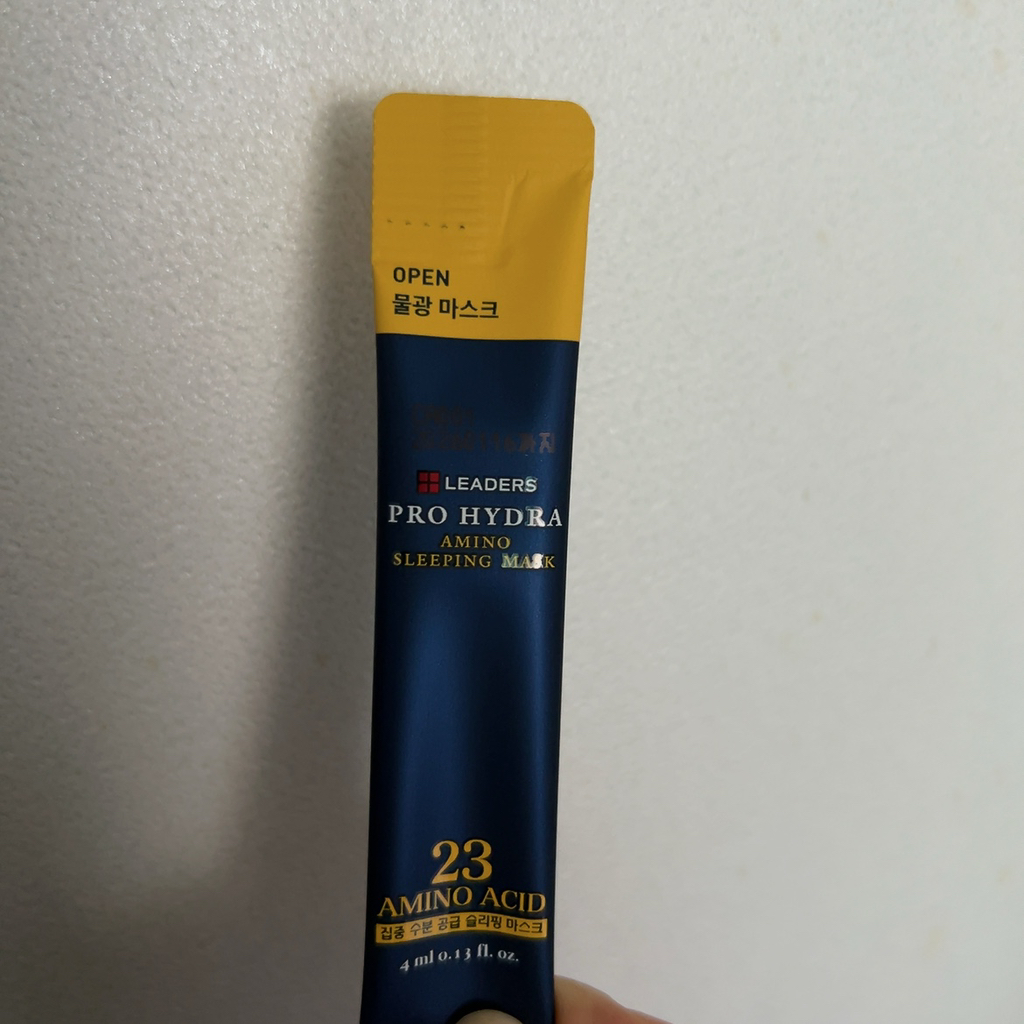 OPEN
물광 마스크
LEADERS
PRO HYDRA
AMINO
SLEEPING MASK
23
AMINO ACID
집중 수분 공급 슬리핑 마스크
4 ml 0.13 fl. oz.